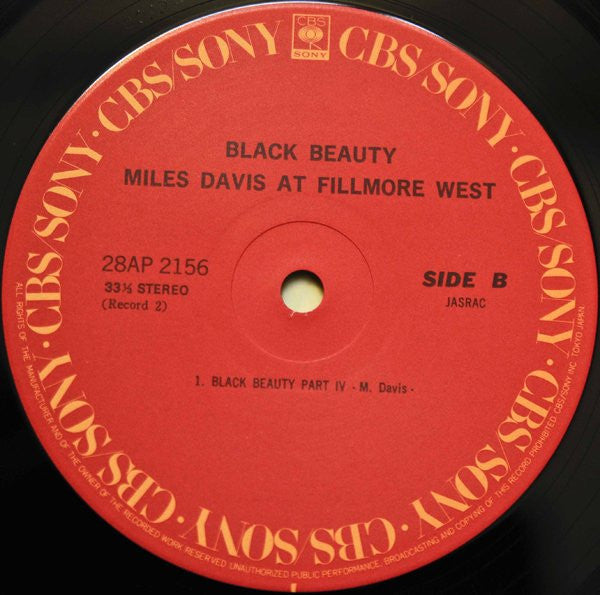 CBS
SONY
CBS/SONY · CBS/SONY · CBS/SONY · CBS/SONY · CBS/SONY · CBS/SONY · CBS/SONY · CBS/SONY
BLACK BEAUTY
MILES DAVIS AT FILLMORE WEST
28AP 2156
33⅓ STEREO
(Record 2)
SIDE B
JASRAC
1. BLACK BEAUTY PART IV - M. Davis -
ALL RIGHTS OF THE MANUFACTURER AND OF THE OWNER OF THE RECORDED WORK RESERVED UNAUTHORIZED PUBLIC PERFORMANCE, BROADCASTING AND COPYING OF THIS RECORD PROHIBITED CBS/SONY INC. TOKYO JAPAN